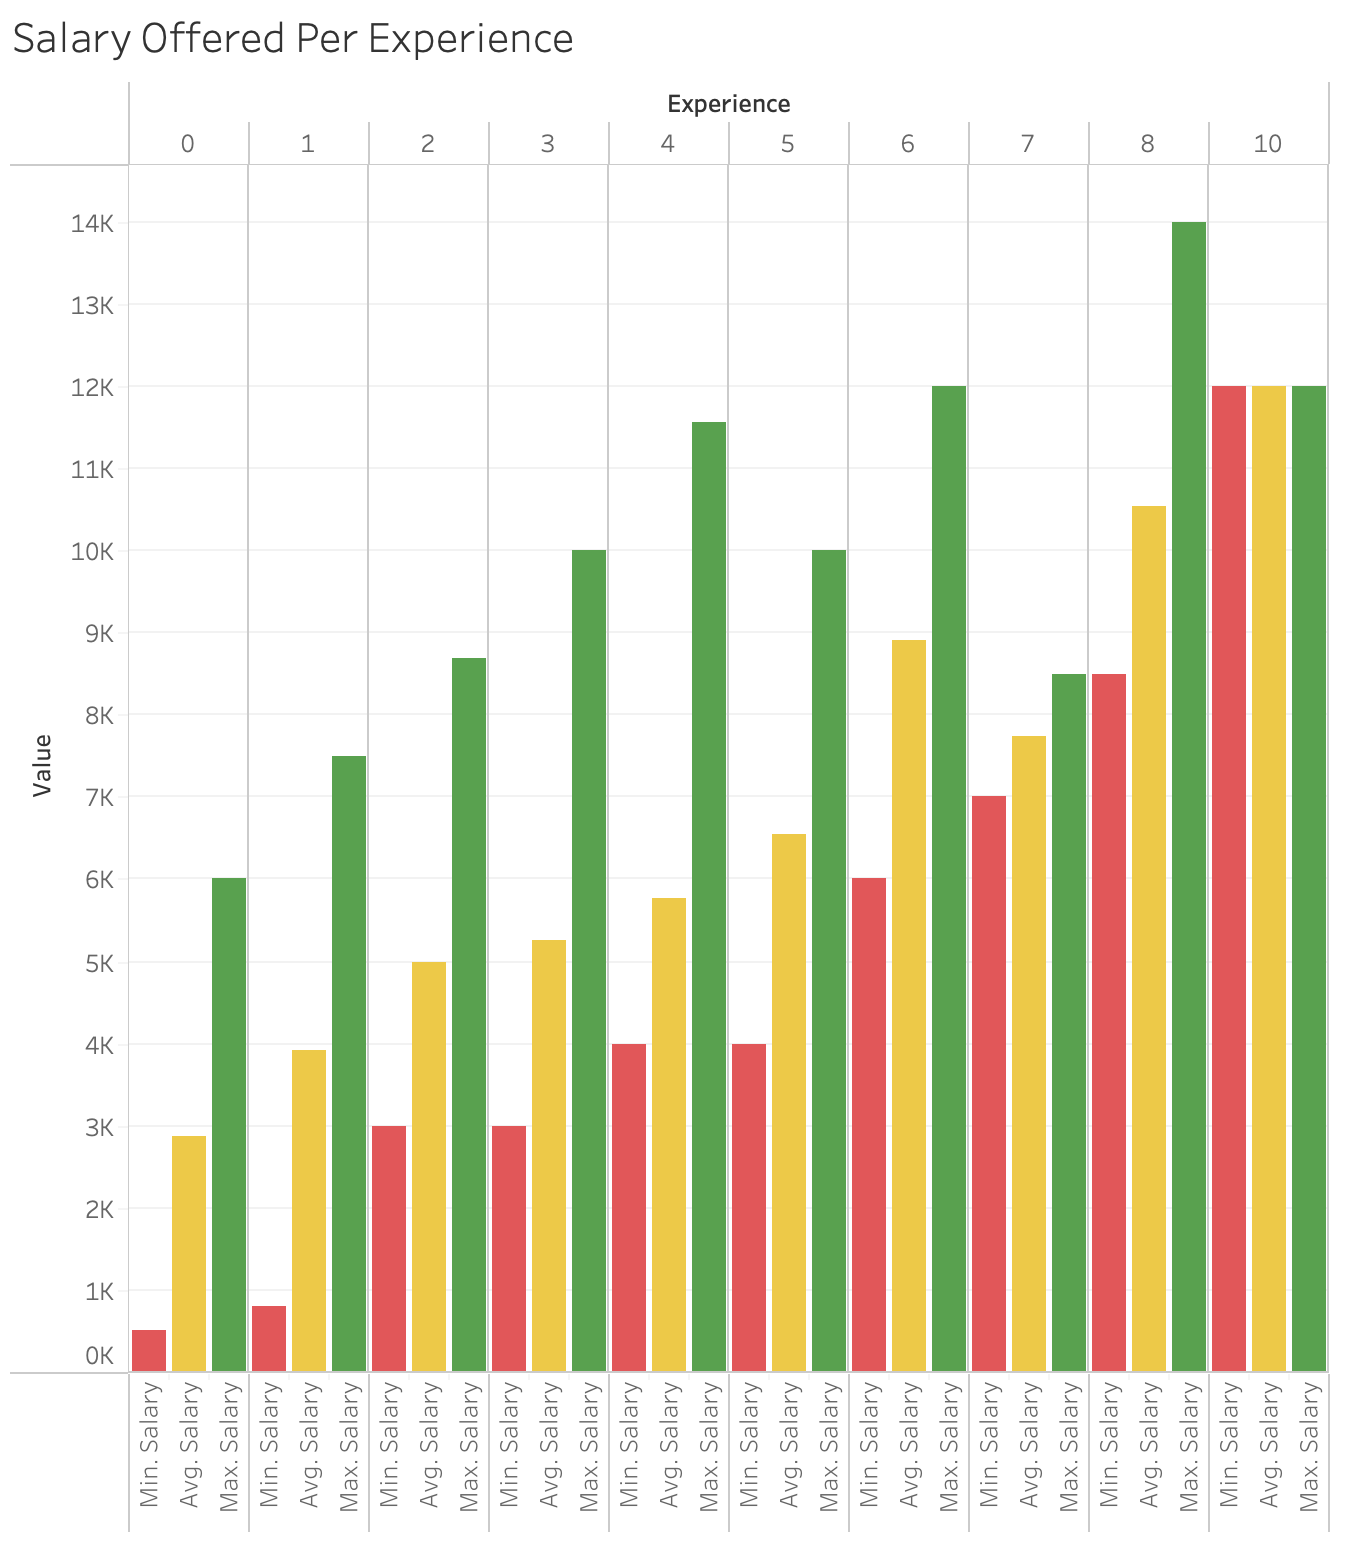 Salary Offered Per Experience
Experience
0 1 2 3 4 5 6 7 8 10
14K
13K
12K
11K
10K
9K
8K
7K
6K
5K
4K
3K
2K
1K
0K
Value
Min. Salary
Avg. Salary
Max. Salary
Min. Salary
Avg. Salary
Max. Salary
Min. Salary
Avg. Salary
Max. Salary
Min. Salary
Avg. Salary
Max. Salary
Min. Salary
Avg. Salary
Max. Salary
Min. Salary
Avg. Salary
Max. Salary
Min. Salary
Avg. Salary
Max. Salary
Min. Salary
Avg. Salary
Max. Salary
Min. Salary
Avg. Salary
Max. Salary
Min. Salary
Avg. Salary
Max. Salary